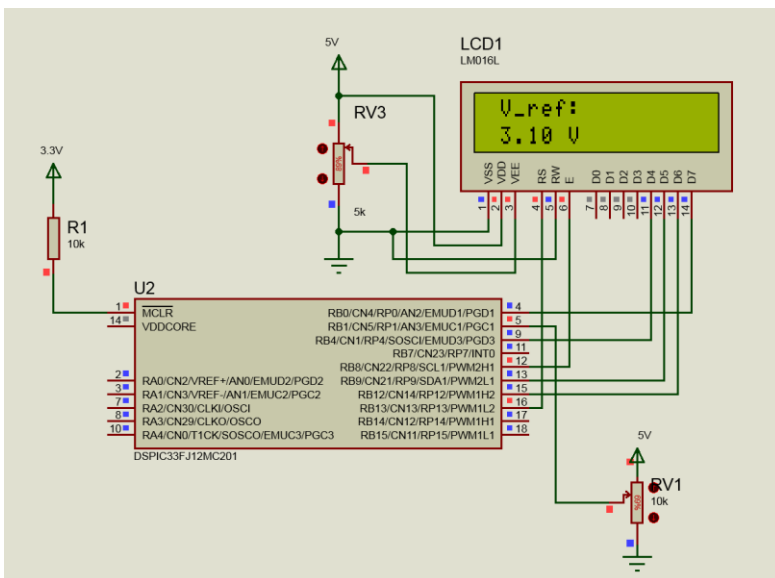 LCD1
LM016L
V_ref:
3.10 V
VSS
VDD
VEE
RS
RW
E
D0
D1
D2
D3
D4
D5
D6
D7
1
2
3
4
5
6
7
8
9
10
11
12
13
14
5V
RV3
5k
3.3V
R1
10k
U2
1
MCLR
14
VDDCORE
2
RA0/CN2/VREF+/AN0/EMUD2/PGD2
3
RA1/CN3/VREF-/AN1/EMUC2/PGC2
7
RA2/CN30/CLKI/OSCI
8
RA3/CN29/CLKO/OSCO
10
RA4/CN0/T1CK/SOSCO/EMUC3/PGC3
RB0/CN4/RP0/AN2/EMUD1/PGD1
4
RB1/CN5/RP1/AN3/EMUC1/PGC1
5
RB4/CN1/RP4/SOSCI/EMUD3/PGD3
9
RB7/CN23/RP7/INT0
11
RB8/CN22/RP8/SCL1/PWM2H1
12
RB9/CN21/RP9/SDA1/PWM2L1
13
RB12/CN14/RP12/PWM1H2
15
RB13/CN13/RP13/PWM1L2
16
RB14/CN12/RP14/PWM1H1
17
RB15/CN11/RP15/PWM1L1
18
DSPIC33FJ12MC201
5V
RV1
10k